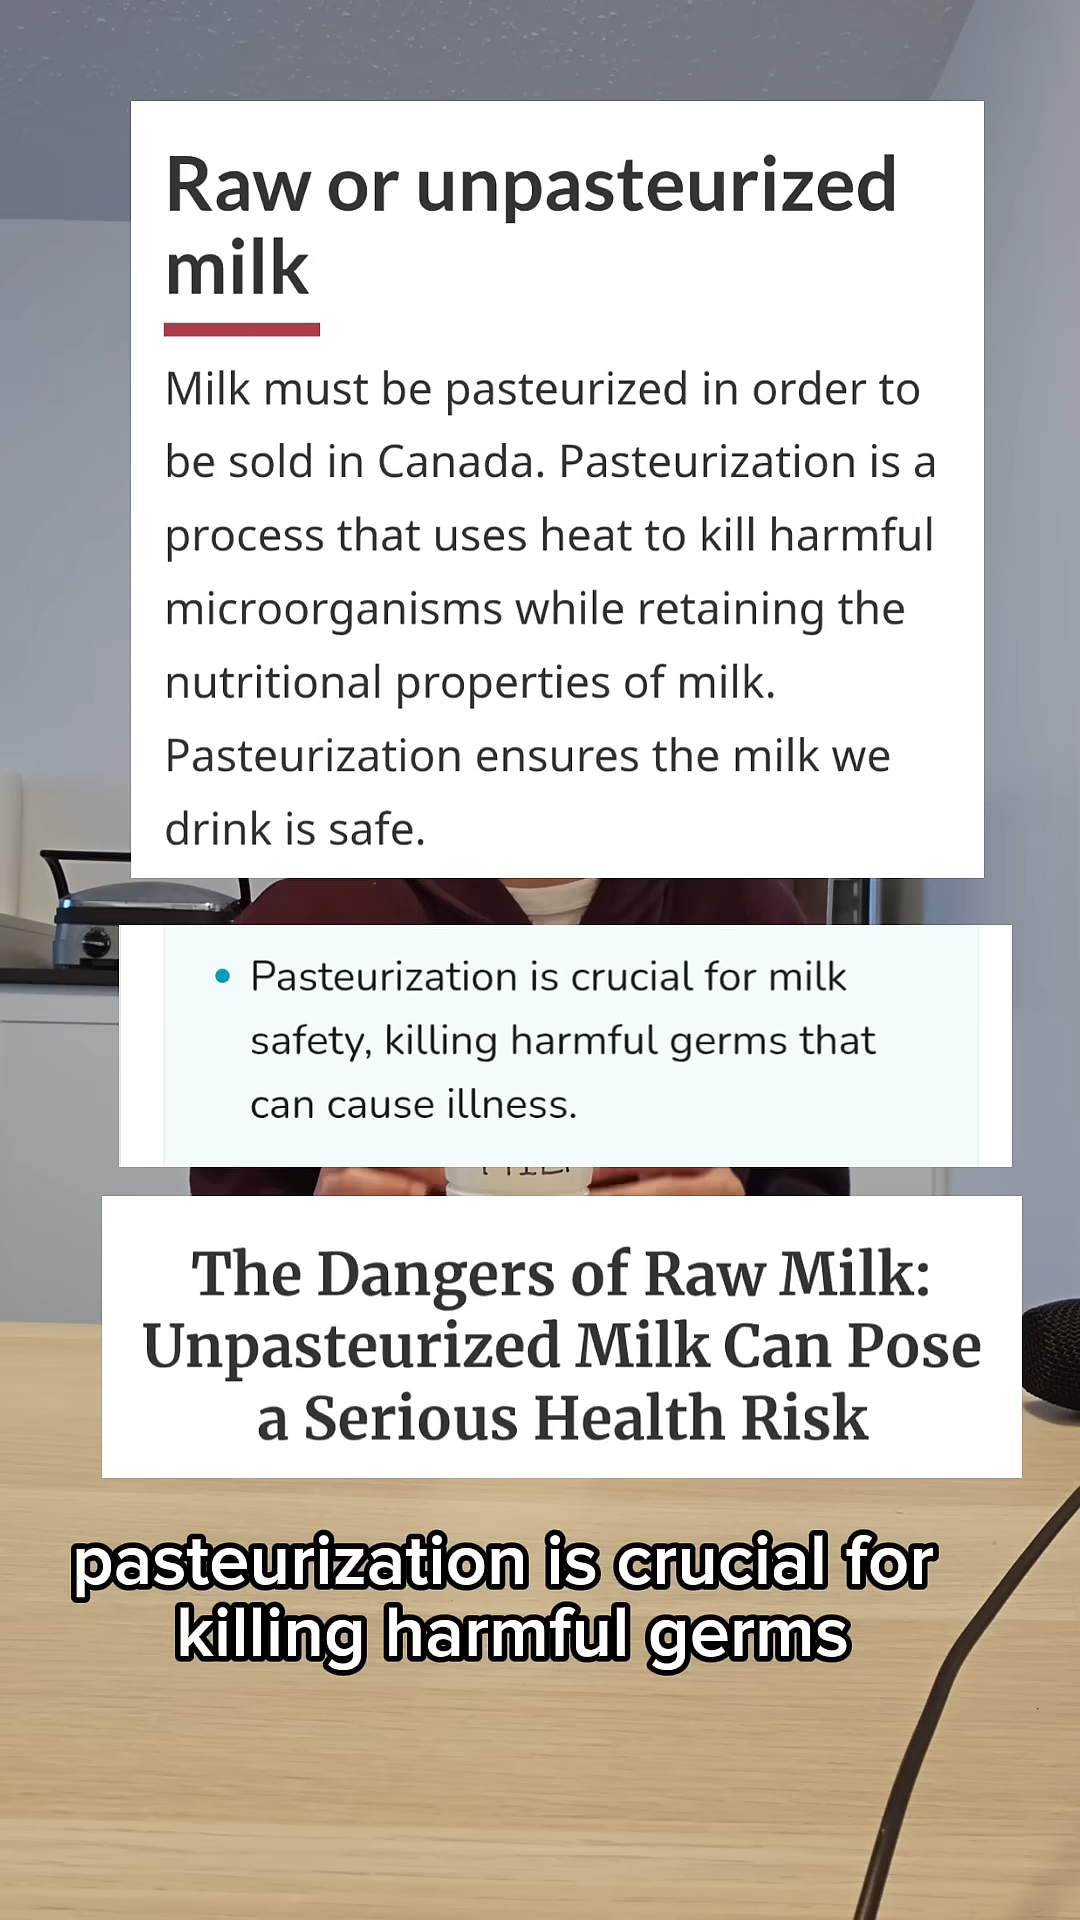 Raw or unpasteurized
milk
Milk must be pasteurized in order to
be sold in Canada. Pasteurization is a
process that uses heat to kill harmful
microorganisms while retaining the
nutritional properties of milk.
Pasteurization ensures the milk we
drink is safe.
Pasteurization is crucial for milk
safety, killing harmful germs that
can cause illness.
The Dangers of Raw Milk:
Unpasteurized Milk Can Pose
a Serious Health Risk
pasteurization is crucial for
killing harmful germs